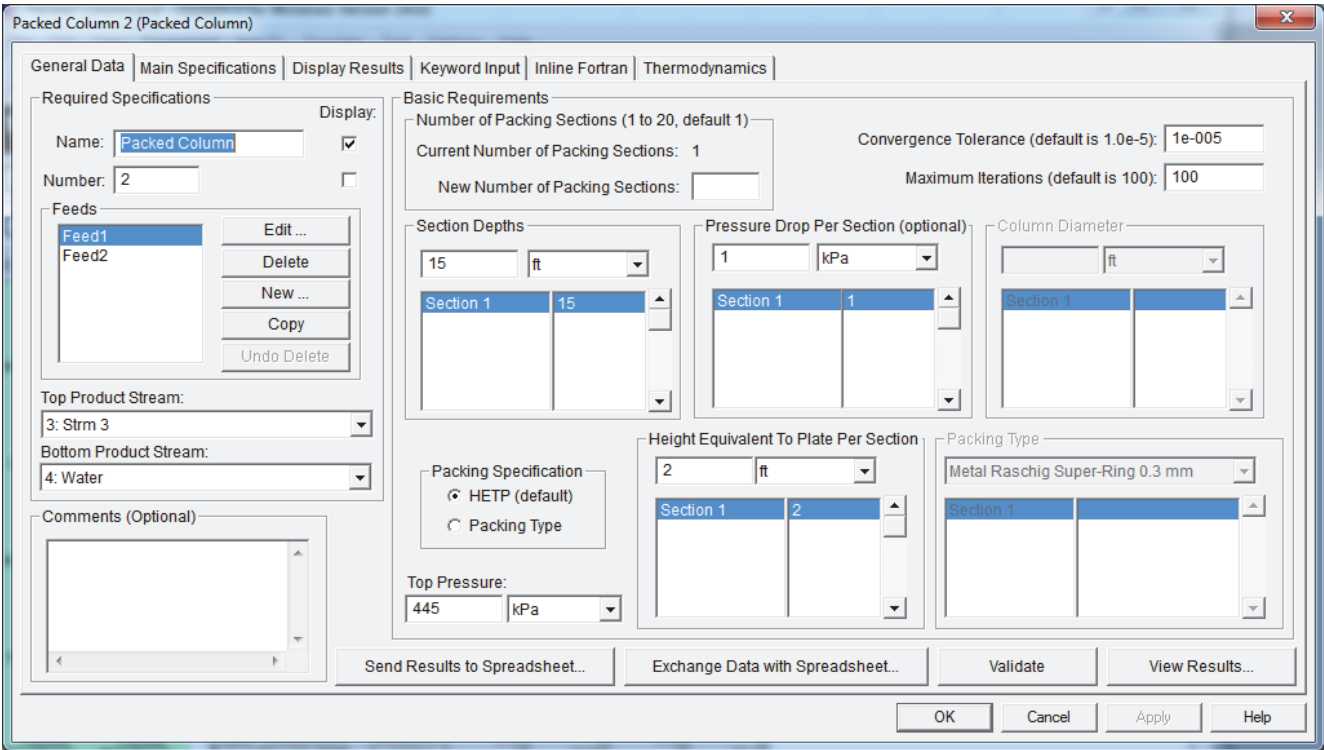 Packed Column 2 (Packed Column)
General Data
Main Specifications
Display Results
Keyword Input
Inline Fortran
Thermodynamics
Required Specifications
Display:
Name:
Packed Column
Number:
2
Feeds
Feed1
Feed2
Edit ...
Delete
New ...
Copy
Undo Delete
Top Product Stream:
3: Strm 3
Bottom Product Stream:
4: Water
Comments (Optional)
Basic Requirements
Number of Packing Sections (1 to 20, default 1)
Current Number of Packing Sections: 1
New Number of Packing Sections:
Convergence Tolerance (default is 1.0e-5):
1e-005
Maximum Iterations (default is 100):
100
Section Depths
15
ft
Section 1
15
Pressure Drop Per Section (optional)
1
kPa
Section 1
1
Column Diameter
ft
Section 1
Packing Specification
HETP (default)
Packing Type
Top Pressure:
445
kPa
Height Equivalent To Plate Per Section
2
ft
Section 1
2
Packing Type
Metal Raschig Super-Ring 0.3 mm
Section 1
Send Results to Spreadsheet...
Exchange Data with Spreadsheet...
Validate
View Results...
OK
Cancel
Apply
Help